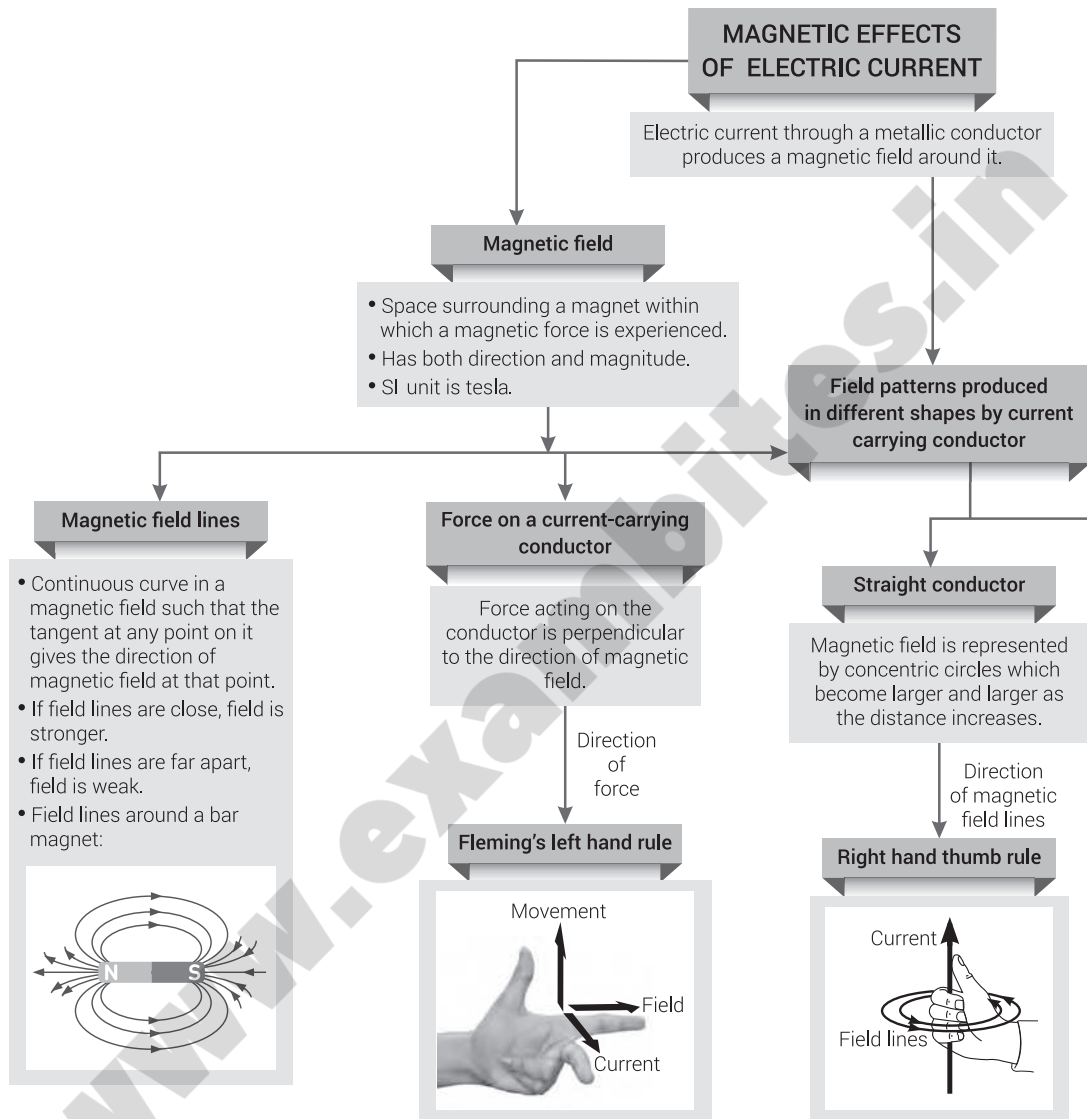 MAGNETIC EFFECTS
OF ELECTRIC CURRENT
Electric current through a metallic conductor
produces a magnetic field around it.
Magnetic field
• Space surrounding a magnet within
which a magnetic force is experienced.
• Has both direction and magnitude.
• SI unit is tesla.
Field patterns produced
in different shapes by current
carrying conductor
Magnetic field lines
• Continuous curve in a
magnetic field such that the
tangent at any point on it
gives the direction of
magnetic field at that point.
• If field lines are close, field is
stronger.
• If field lines are far apart,
field is weak.
• Field lines around a bar
magnet:
N S
Force on a current-carrying
conductor
Force acting on the
conductor is perpendicular
to the direction of magnetic
field.
Direction
of
force
Fleming's left hand rule
Movement
Field
Current
Straight conductor
Magnetic field is represented
by concentric circles which
become larger and larger as
the distance increases.
Direction
of magnetic
field lines
Right hand thumb rule
Current
Field lines
www.exambites.in